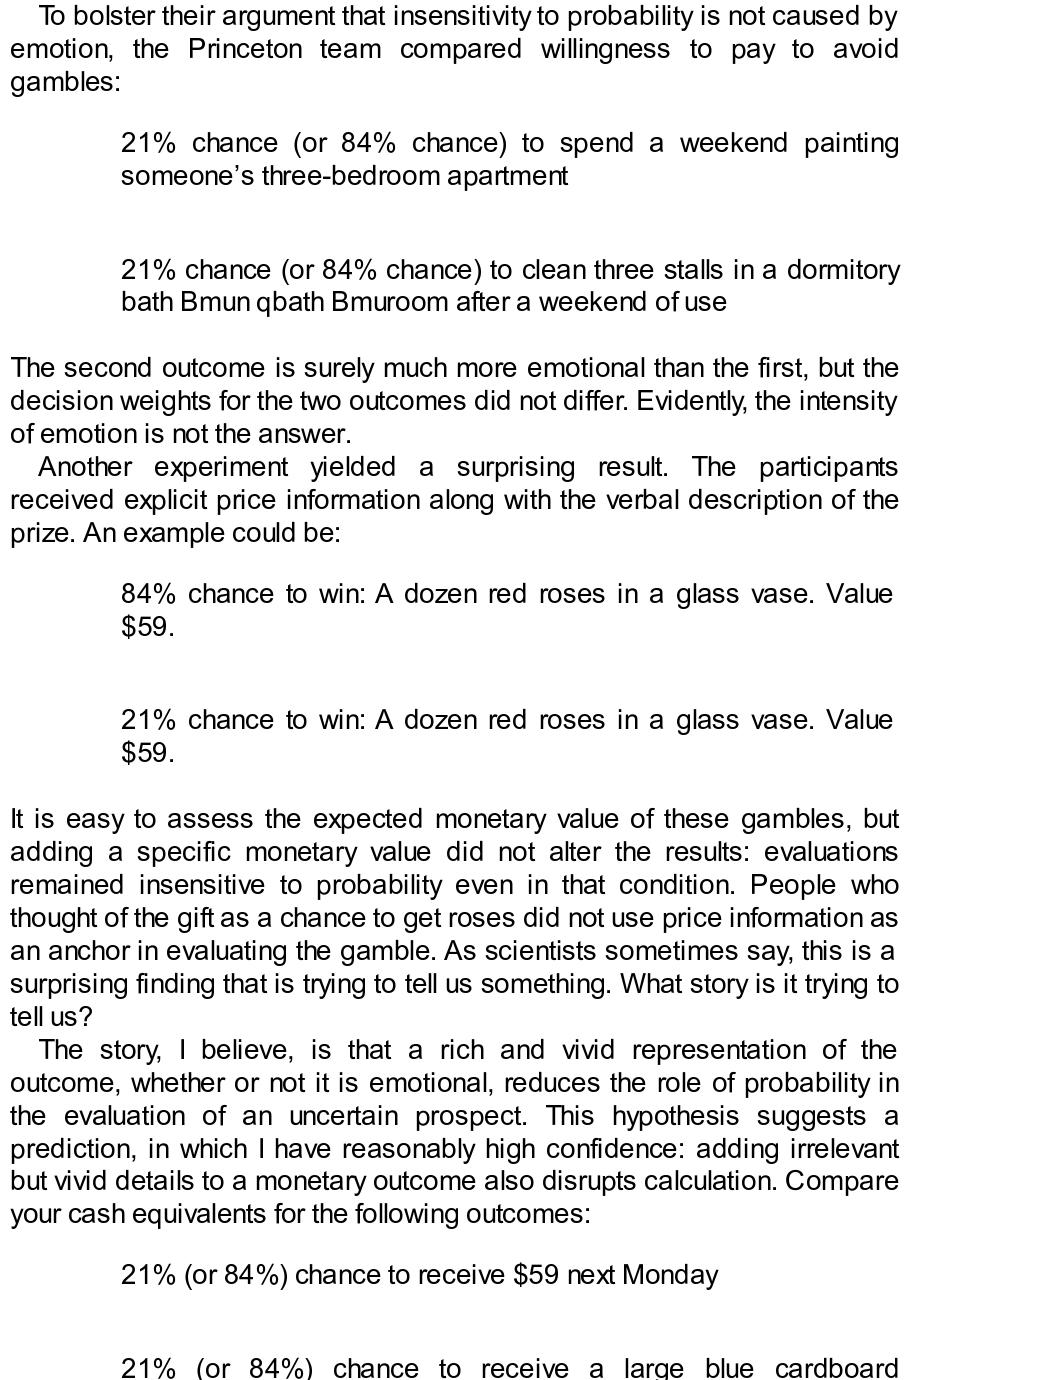 To bolster their argument that insensitivity to probability is not caused by
emotion, the Princeton team compared willingness to pay to avoid
gambles:
21% chance (or 84% chance) to spend a weekend painting
someone’s three-bedroom apartment
21% chance (or 84% chance) to clean three stalls in a dormitory
bath Bmun qbath Bmuroom after a weekend of use
The second outcome is surely much more emotional than the first, but the
decision weights for the two outcomes did not differ. Evidently, the intensity
of emotion is not the answer.
Another experiment yielded a surprising result. The participants
received explicit price information along with the verbal description of the
prize. An example could be:
84% chance to win: A dozen red roses in a glass vase. Value
$59.
21% chance to win: A dozen red roses in a glass vase. Value
$59.
It is easy to assess the expected monetary value of these gambles, but
adding a specific monetary value did not alter the results: evaluations
remained insensitive to probability even in that condition. People who
thought of the gift as a chance to get roses did not use price information as
an anchor in evaluating the gamble. As scientists sometimes say, this is a
surprising finding that is trying to tell us something. What story is it trying to
tell us?
The story, I believe, is that a rich and vivid representation of the
outcome, whether or not it is emotional, reduces the role of probability in
the evaluation of an uncertain prospect. This hypothesis suggests a
prediction, in which I have reasonably high confidence: adding irrelevant
but vivid details to a monetary outcome also disrupts calculation. Compare
your cash equivalents for the following outcomes:
21% (or 84%) chance to receive $59 next Monday
21% (or 84%) chance to receive a large blue cardboard